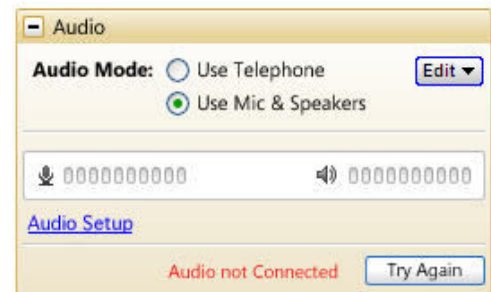 Audio
Audio Mode: Use Telephone Edit
Use Mic & Speakers
Audio Setup
Audio not Connected Try Again